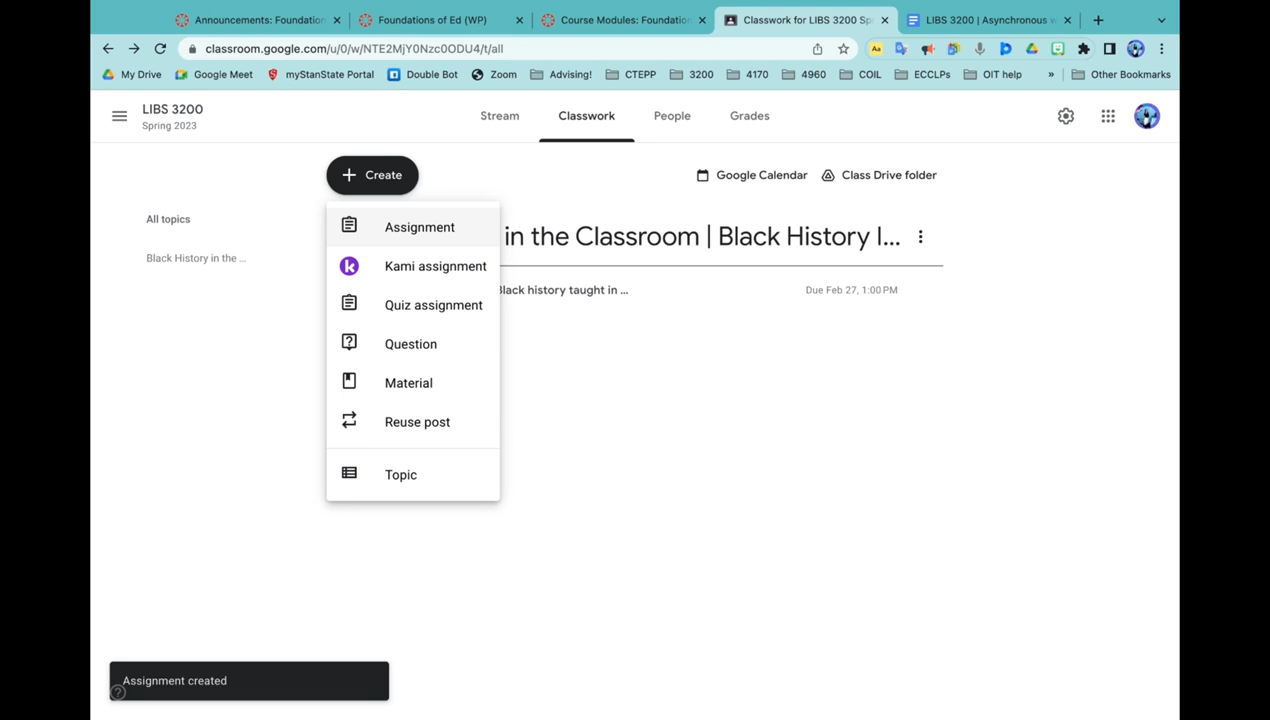 Announcements: Foundation
Foundations of Ed (WP)
Course Modules: Foundation
Classwork for LIBS 3200 Sp
LIBS 3200 | Asynchronous w
classroom.google.com/u/0/w/NTE2MjY0Nzc0ODU4/t/all
My Drive
Google Meet
myStanState Portal
Double Bot
Zoom
Advising!
CTEPP
3200
4170
4960
COIL
ECCLPs
OIT help
»
Other Bookmarks
LIBS 3200
Spring 2023
Stream
Classwork
People
Grades
+ Create
Google Calendar
Class Drive folder
All topics
Black History in the ...
Assignment
Kami assignment
Quiz assignment
Question
Material
Reuse post
Topic
in the Classroom | Black History I...
Black history taught in ...
Due Feb 27, 1:00 PM
Assignment created